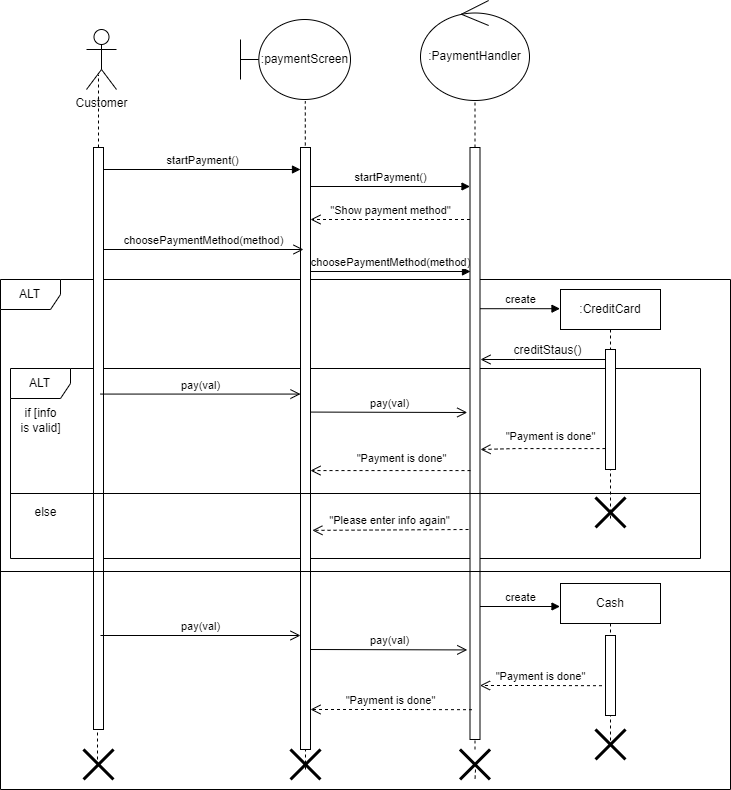 :paymentScreen
:PaymentHandler
Customer
startPayment()
startPayment()
"Show payment method"
choosePaymentMethod(method)
choosePaymentMethod(method)
ALT
create
:CreditCard
creditStaus()
ALT
pay(val)
pay(val)
if [info
is valid]
"Payment is done"
"Payment is done"
else
"Please enter info again"
create
Cash
pay(val)
pay(val)
"Payment is done"
"Payment is done"